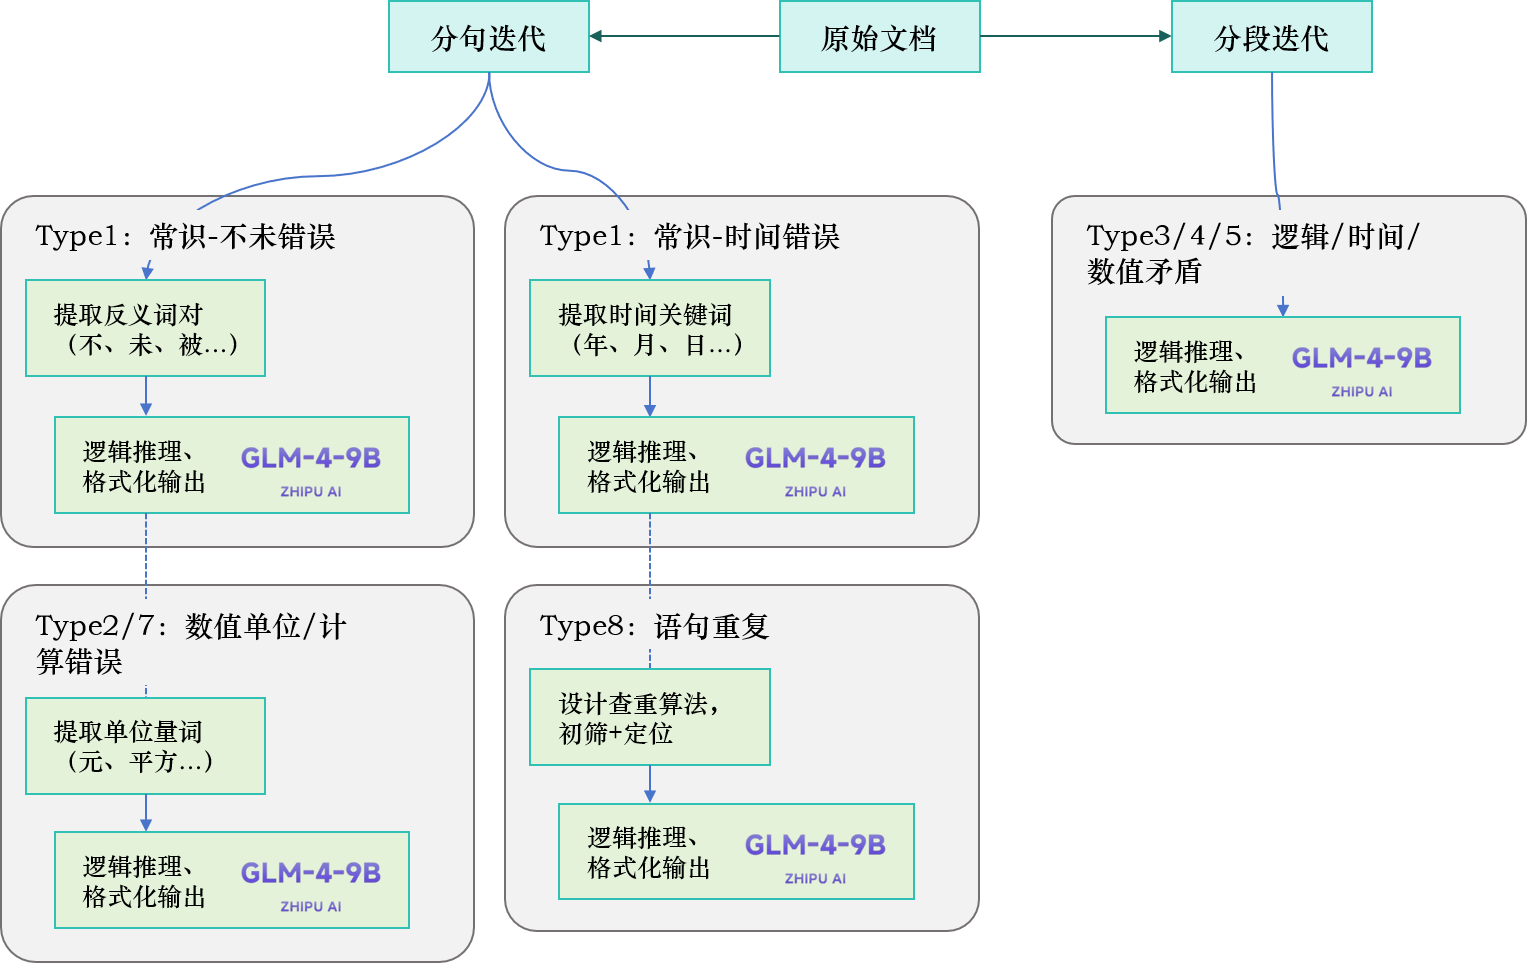 分句迭代
原始文档
分段迭代
Type1：常识-不未错误
提取反义词对
（不、未、被…）
逻辑推理、
格式化输出
GLM-4-9B
ZHIPU AI
Type1：常识-时间错误
提取时间关键词
（年、月、日…）
逻辑推理、
格式化输出
GLM-4-9B
ZHIPU AI
Type3/4/5：逻辑/时间/
数值矛盾
逻辑推理、
格式化输出
GLM-4-9B
ZHIPU AI
Type2/7：数值单位/计
算错误
提取单位量词
（元、平方…）
逻辑推理、
格式化输出
GLM-4-9B
ZHIPU AI
Type8：语句重复
设计查重算法，
初筛+定位
逻辑推理、
格式化输出
GLM-4-9B
ZHIPU AI